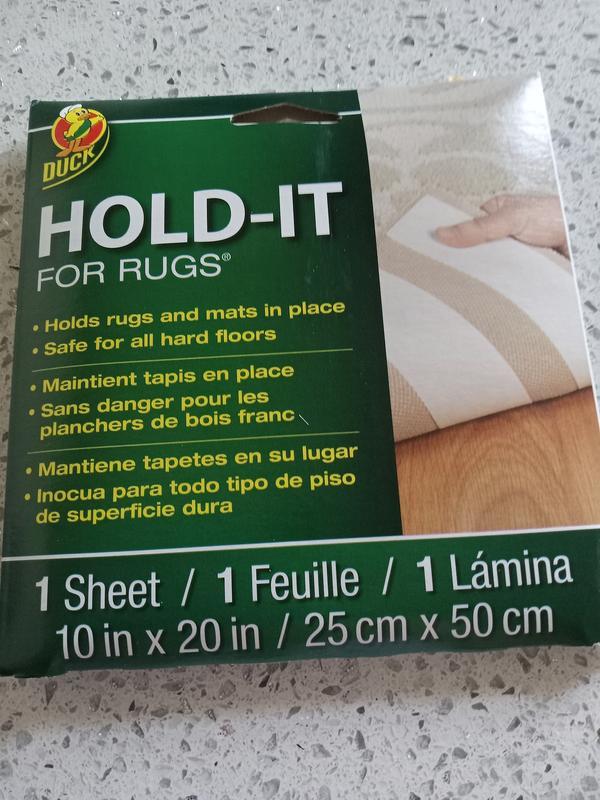 DUCK
HOLD-IT
FOR RUGS®
• Holds rugs and mats in place
• Safe for all hard floors
• Maintient tapis en place
• Sans danger pour les
planchers de bois franc
• Mantiene tapetes en su lugar
• Inocua para todo tipo de piso
de superficie dura
1 Sheet / 1 Feuille / 1 Lámina
10 in x 20 in / 25 cm x 50 cm